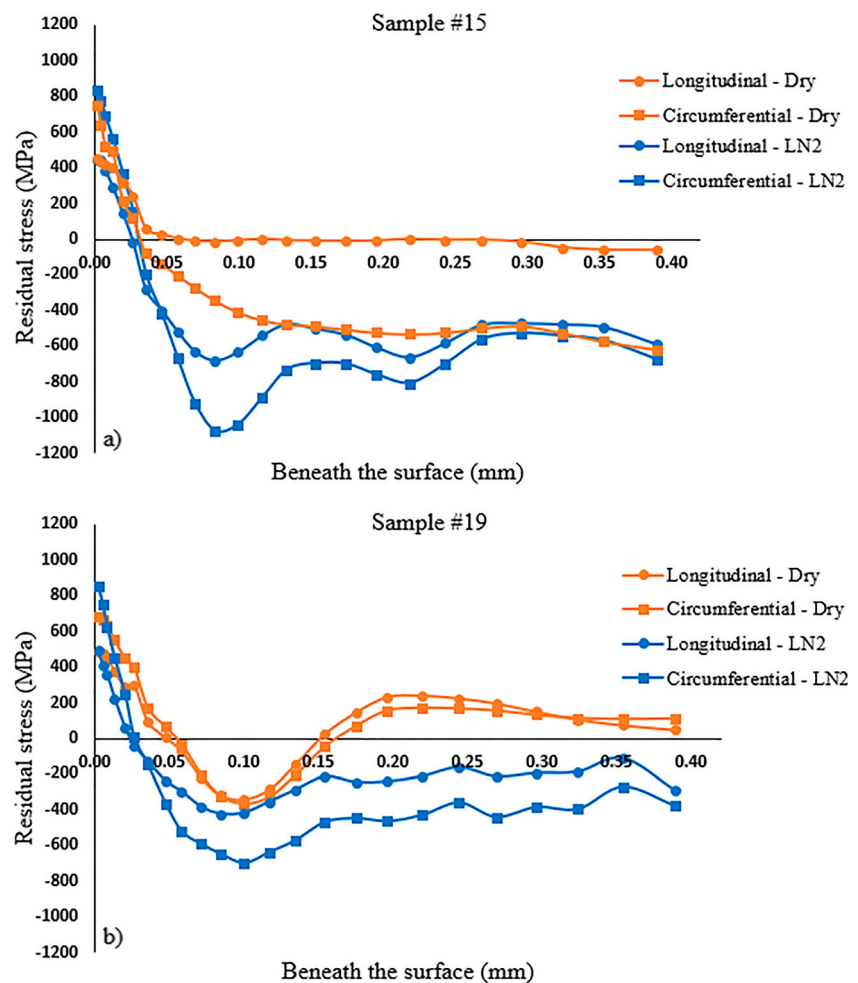 Sample #15
1200
1000
800
600
400
200
0
-200
-400
-600
-800
-1000
-1200
Residual stress (MPa)
Longitudinal - Dry
Circumferential - Dry
Longitudinal - LN2
Circumferential - LN2
0.00 0.05 0.10 0.15 0.20 0.25 0.30 0.35 0.40
a)
Beneath the surface (mm)
Sample #19
1200
1000
800
600
400
200
0
-200
-400
-600
-800
-1000
-1200
Residual stress (MPa)
Longitudinal - Dry
Circumferential - Dry
Longitudinal - LN2
Circumferential - LN2
0.00 0.05 0.10 0.15 0.20 0.25 0.30 0.35 0.40
b)
Beneath the surface (mm)